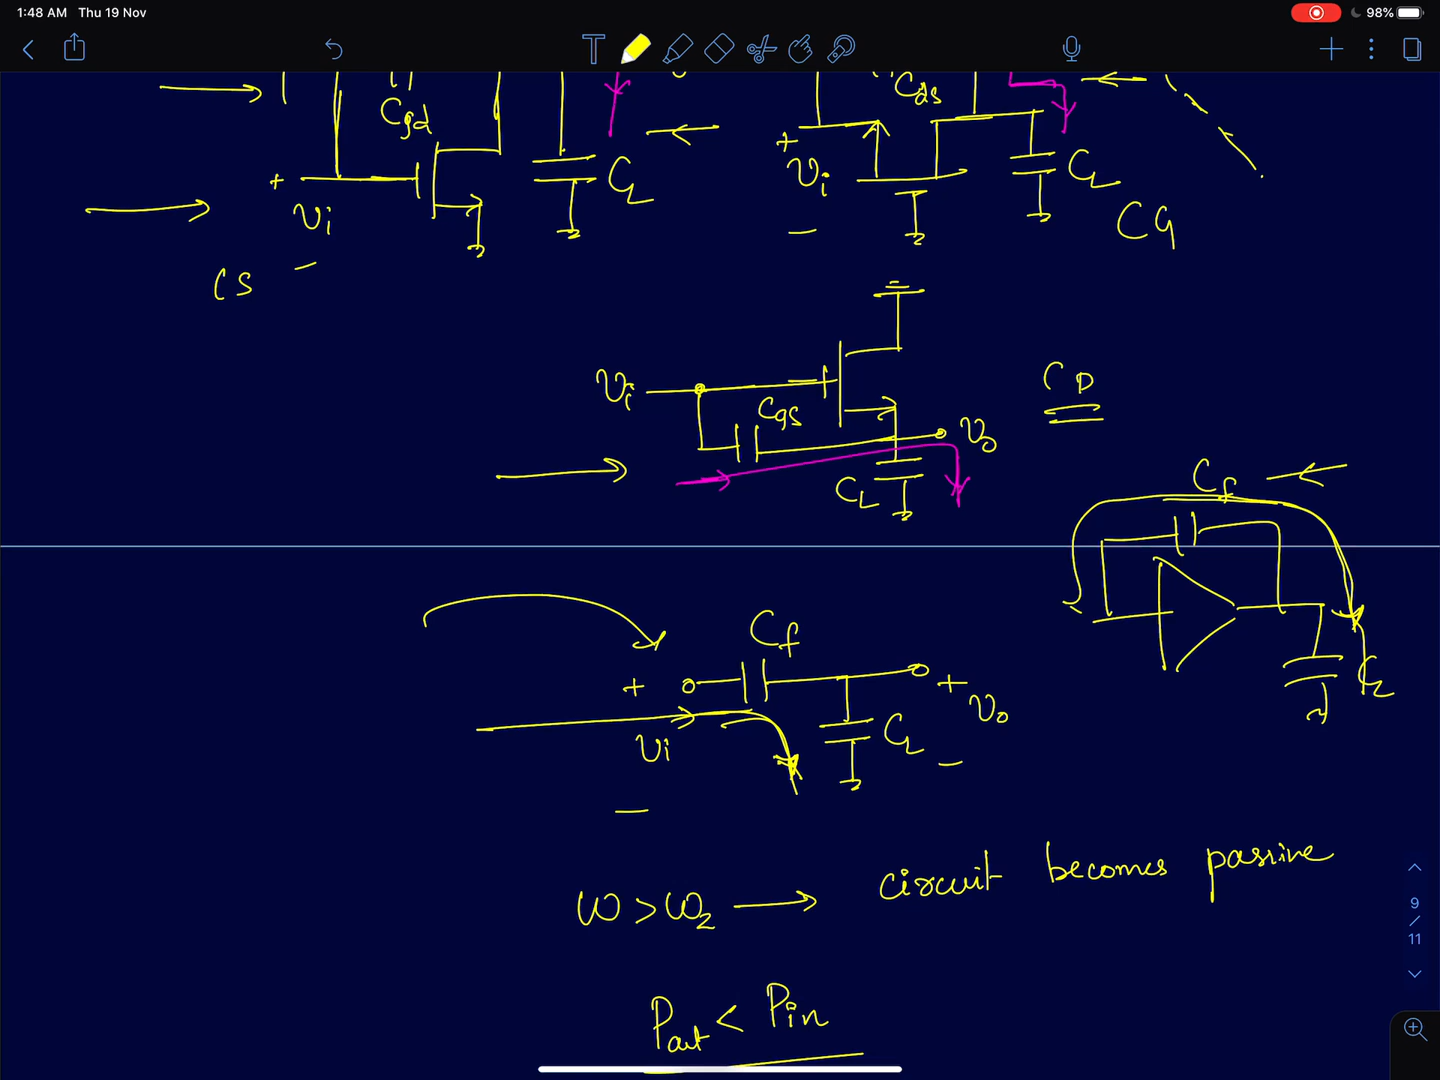 1:48 AM Thu 19 Nov
98%
T
Cgd
Cds
+ Vi CL
+ Vi CL
−
−
CS
CG
Vi
Cgs
CD
Vo
CL
Cf
CL
Cf
+ +
Vi CL Vo
− −
ω > ω2 → circuit becomes passive
Pout < Pin
9
/
11